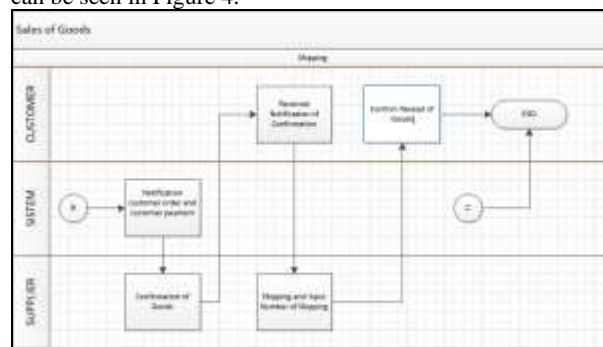 can be seen in Figure 4.
Sales of Goods
Shipping
CUSTOMER
Received
Notification of
Confirmation
Confirm Receipt of
Goods
END
SISTEM
Notification
customer order and
customer payment
SUPPLIER
Confirmation of
Goods
Shipping and Input
Number of Shipping